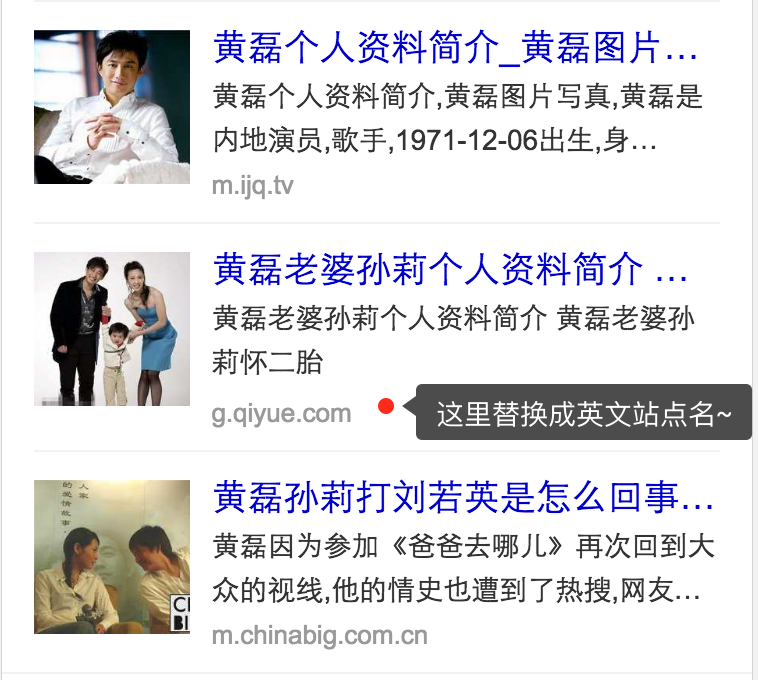 黄磊个人资料简介_黄磊图片…
黄磊个人资料简介,黄磊图片写真,黄磊是
内地演员,歌手,1971-12-06出生,身…
m.ijq.tv
黄磊老婆孙莉个人资料简介 …
黄磊老婆孙莉个人资料简介 黄磊老婆孙
莉怀二胎
g.qiyue.com
这里替换成英文站点名~
人家
的爱情故事
黄磊孙莉打刘若英是怎么回事…
黄磊因为参加《爸爸去哪儿》再次回到大
众的视线,他的情史也遭到了热搜,网友…
m.chinabig.com.cn